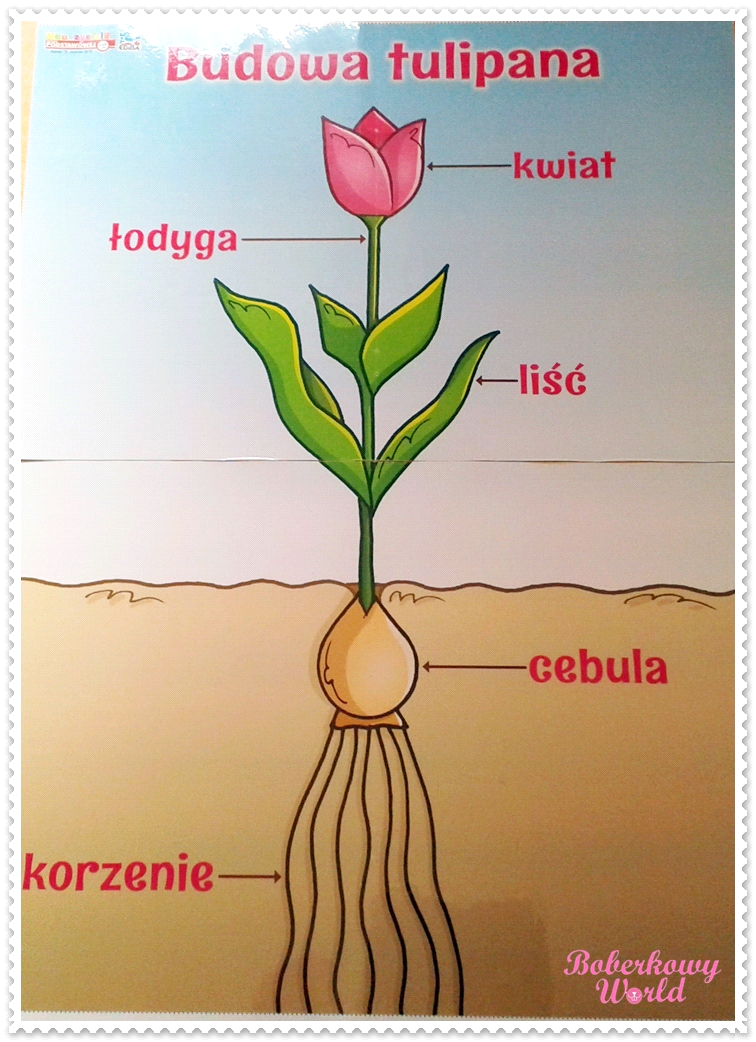 Budowa tulipana
kwiat
łodyga
liść
cebula
korzenie
Boberkowy
World